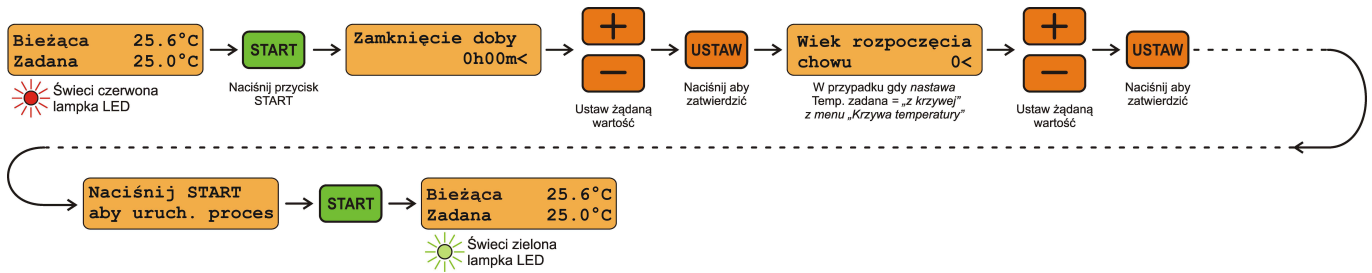 Bieżąca 25.6°C
Zadana 25.0°C
Świeci czerwona
lampka LED
START
Naciśnij przycisk
START
Zamknięcie doby
0h00m<
+
−
Ustaw żądaną
wartość
USTAW
Naciśnij aby
zatwierdzić
Wiek rozpoczęcia
chowu 0<
W przypadku gdy nastawa
Temp. zadana = „z krzywej”
z menu „Krzywa temperatury”
+
−
Ustaw żądaną
wartość
USTAW
Naciśnij aby
zatwierdzić
Naciśnij START
aby uruch. proces
START
Bieżąca 25.6°C
Zadana 25.0°C
Świeci zielona
lampka LED